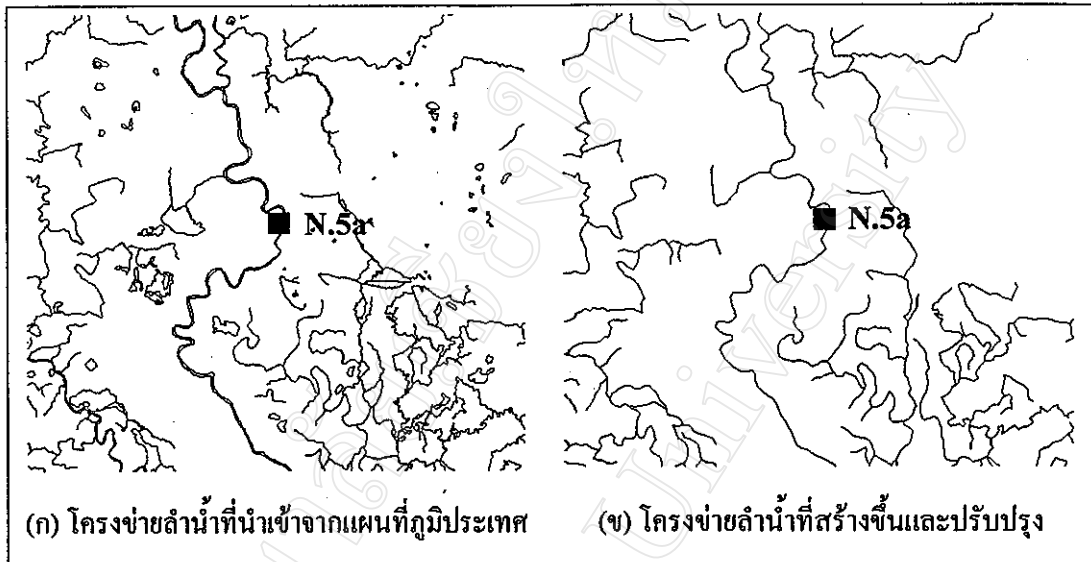 N.5a
N.5a
(ก) โครงข่ายลำน้ำที่นำเข้าจากแผนที่ภูมิประเทศ
(ข) โครงข่ายลำน้ำที่สร้างขึ้นและปรับปรุง
University
University